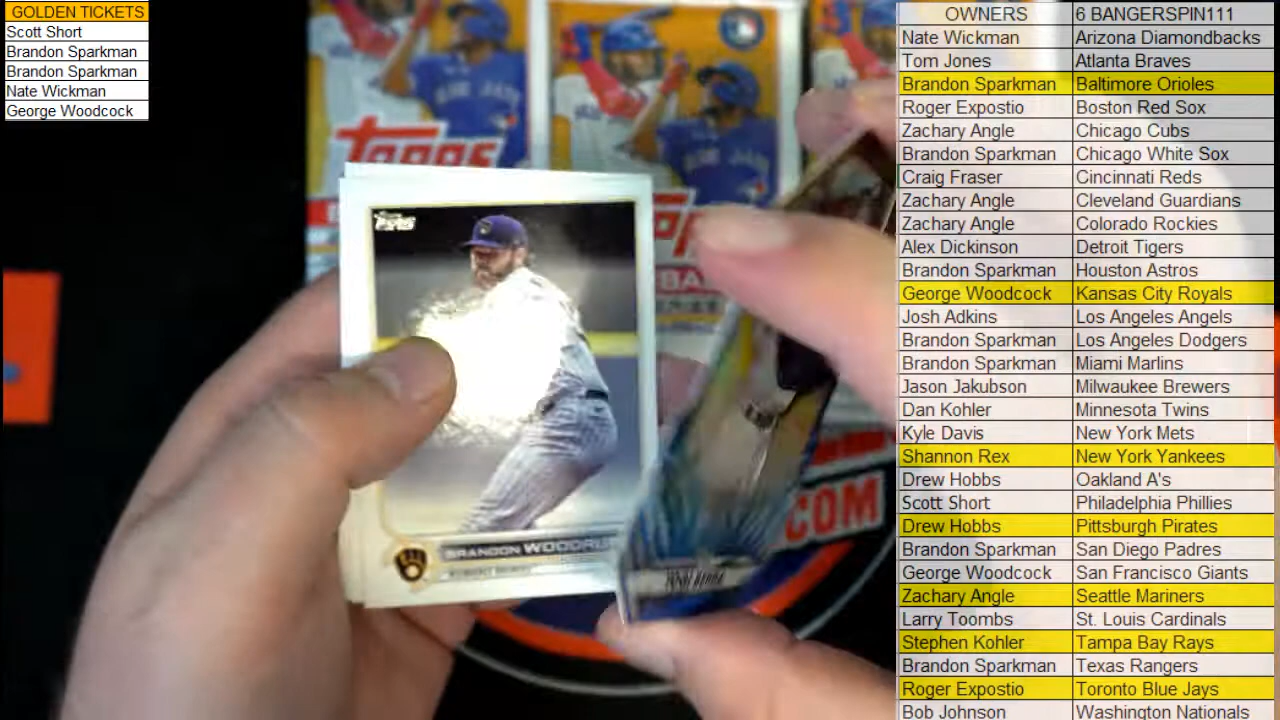 GOLDEN TICKETS
Scott Short
Brandon Sparkman
Brandon Sparkman
Nate Wickman
George Woodcock
OWNERS 6 BANGERSPIN111
Nate Wickman Arizona Diamondbacks
Tom Jones Atlanta Braves
Brandon Sparkman Baltimore Orioles
Roger Expostio Boston Red Sox
Zachary Angle Chicago Cubs
Brandon Sparkman Chicago White Sox
Craig Fraser Cincinnati Reds
Zachary Angle Cleveland Guardians
Zachary Angle Colorado Rockies
Alex Dickinson Detroit Tigers
Brandon Sparkman Houston Astros
George Woodcock Kansas City Royals
Josh Adkins Los Angeles Angels
Brandon Sparkman Los Angeles Dodgers
Brandon Sparkman Miami Marlins
Jason Jakubson Milwaukee Brewers
Dan Kohler Minnesota Twins
Kyle Davis New York Mets
Shannon Rex New York Yankees
Drew Hobbs Oakland A's
Scott Short Philadelphia Phillies
Drew Hobbs Pittsburgh Pirates
Brandon Sparkman San Diego Padres
George Woodcock San Francisco Giants
Zachary Angle Seattle Mariners
Larry Toombs St. Louis Cardinals
Stephen Kohler Tampa Bay Rays
Brandon Sparkman Texas Rangers
Roger Expostio Toronto Blue Jays
Bob Johnson Washington Nationals
Topps
Topps
BRANDON WOODRU
COM